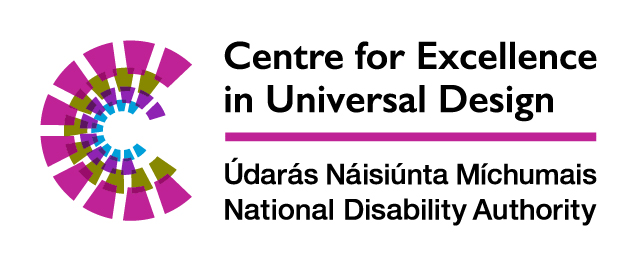 Centre for Excellence
in Universal Design
Údarás Náisiúnta Míchumais
National Disability Authority